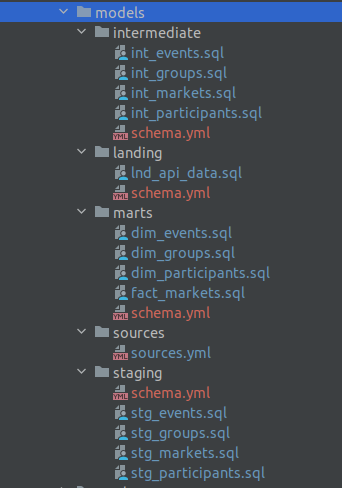 models
intermediate
int_events.sql
int_groups.sql
int_markets.sql
int_participants.sql
YML schema.yml
landing
lnd_api_data.sql
YML schema.yml
marts
dim_events.sql
dim_groups.sql
dim_participants.sql
fact_markets.sql
YML schema.yml
sources
YML sources.yml
staging
YML schema.yml
stg_events.sql
stg_groups.sql
stg_markets.sql
stg_participants.sql